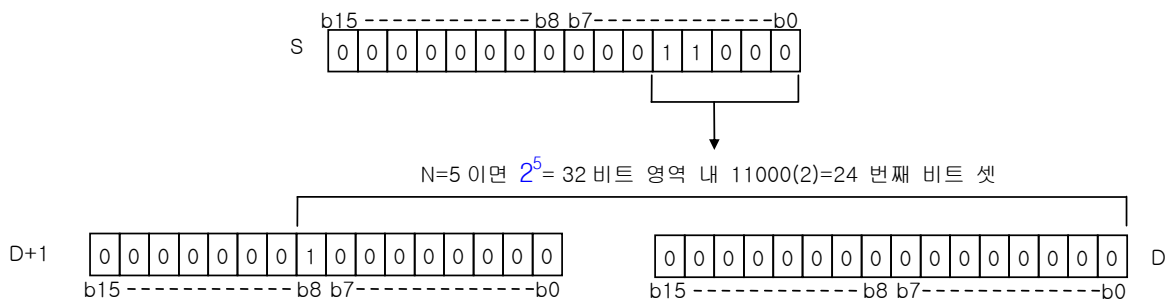 b15 ------------ b8 b7 -------------- b0
S 0 0 0 0 0 0 0 0 0 0 0 1 1 0 0 0
N=5 이면 2^5= 32 비트 영역 내 11000(2)=24 번째 비트 셋
D+1 0 0 0 0 0 0 0 1 0 0 0 0 0 0 0 0 0 0 0 0 0 0 0 0 0 0 0 0 0 0 0 0 D
b15 ------------ b8 b7 -------------- b0 b15 ------------ b8 b7 -------------- b0